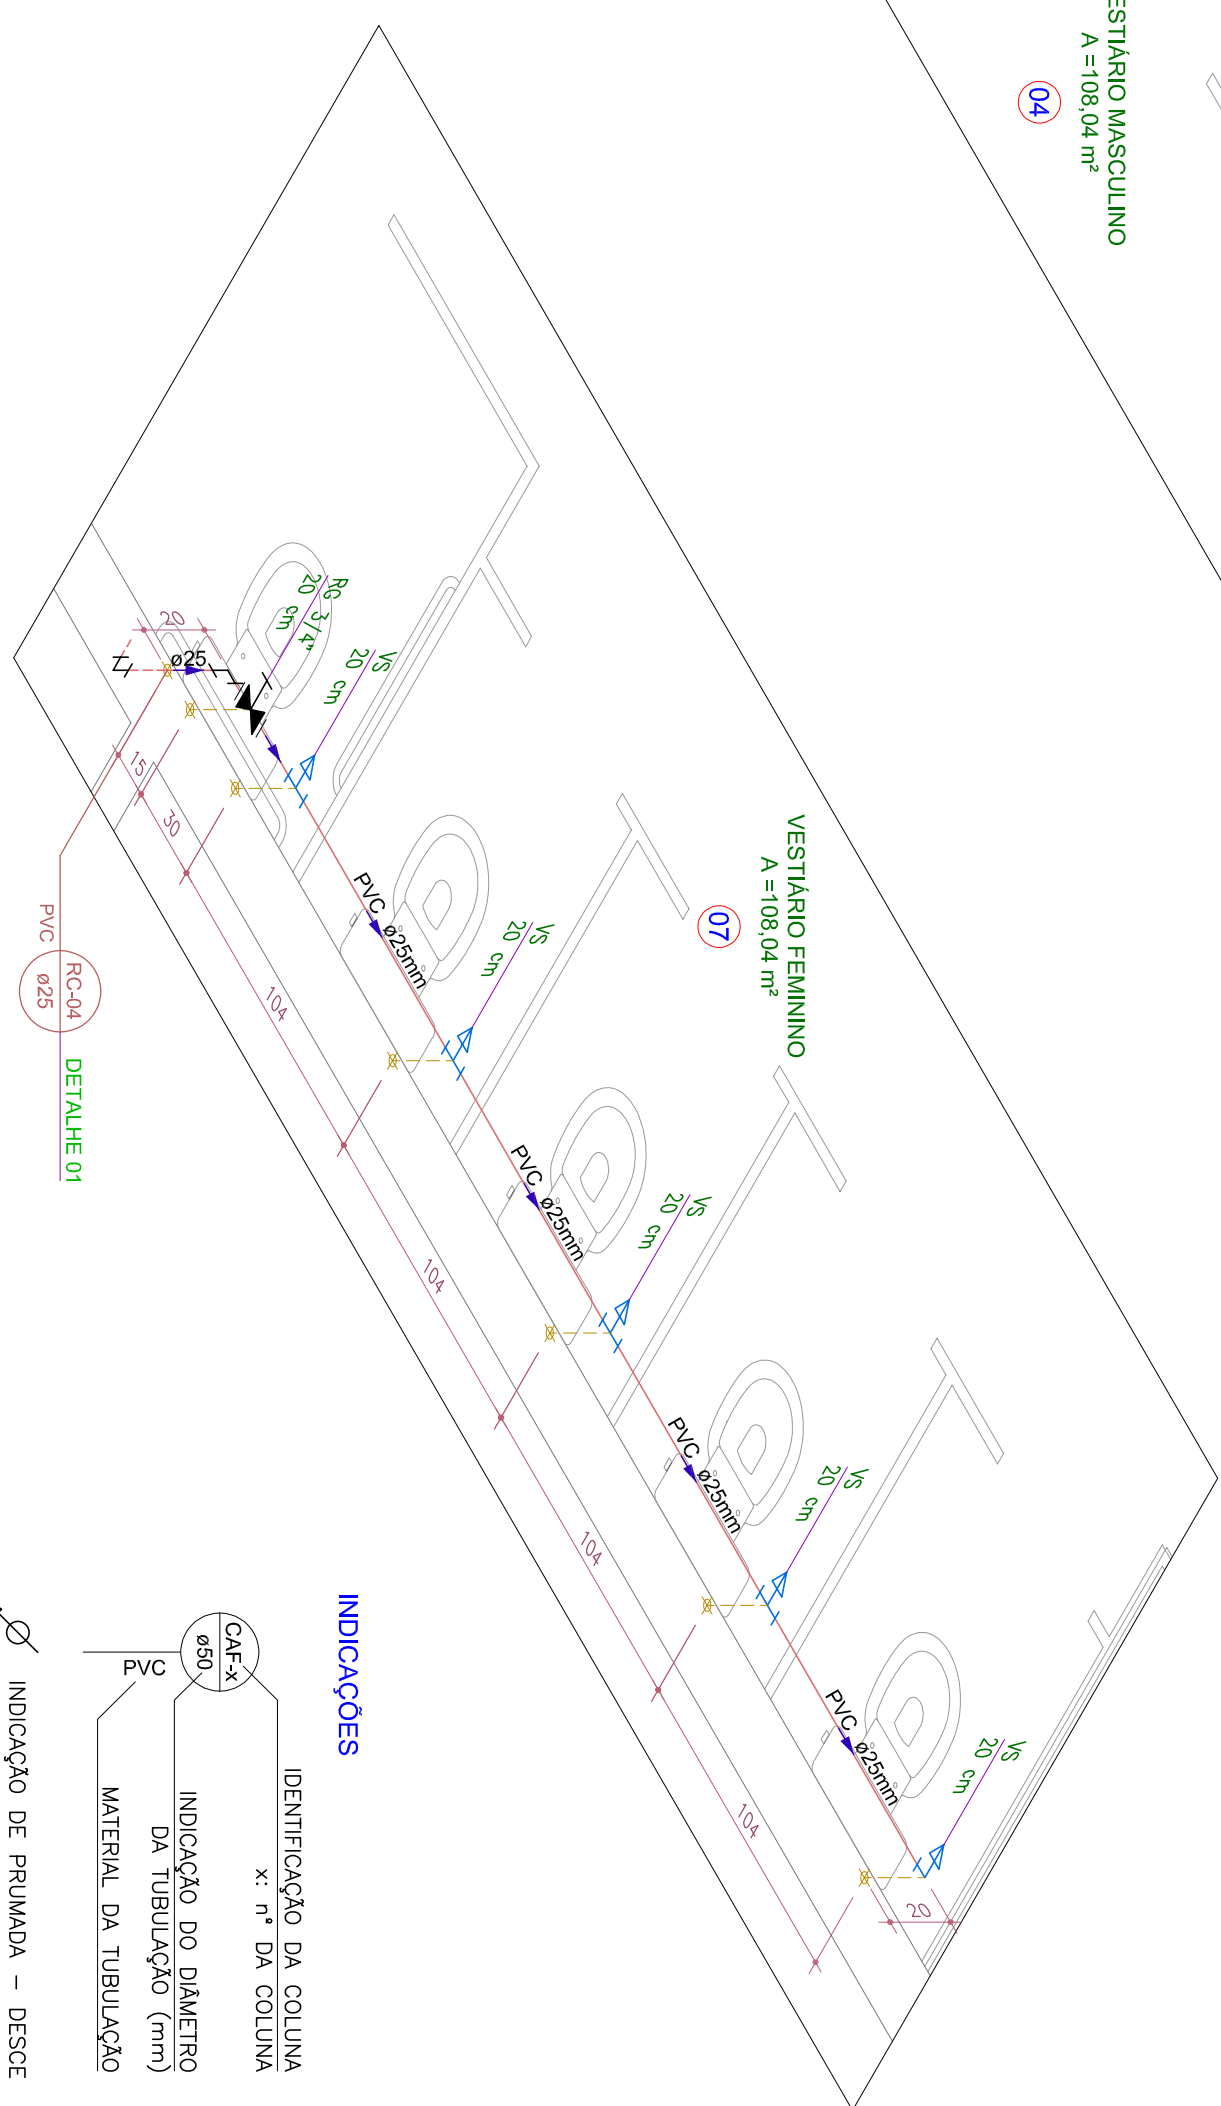 ESTIÁRIO MASCULINO
A =108,04 m²
04
VESTIÁRIO FEMININO
A =108,04 m²
07
RG 3/4"
20 cm
VS
20 cm
VS
20 cm
VS
20 cm
VS
20 cm
VS
20 cm
20
ø25
PVC ø25mm
PVC ø25mm
PVC ø25mm
PVC ø25mm
15
30
104
104
104
104
20
PVC
RC-04
ø25
DETALHE 01
INDICAÇÕES
CAF-x
ø50
PVC
IDENTIFICAÇÃO DA COLUNA
x: nº DA COLUNA
INDICAÇÃO DO DIÂMETRO
DA TUBULAÇÃO (mm)
MATERIAL DA TUBULAÇÃO
INDICAÇÃO DE PRUMADA - DESCE